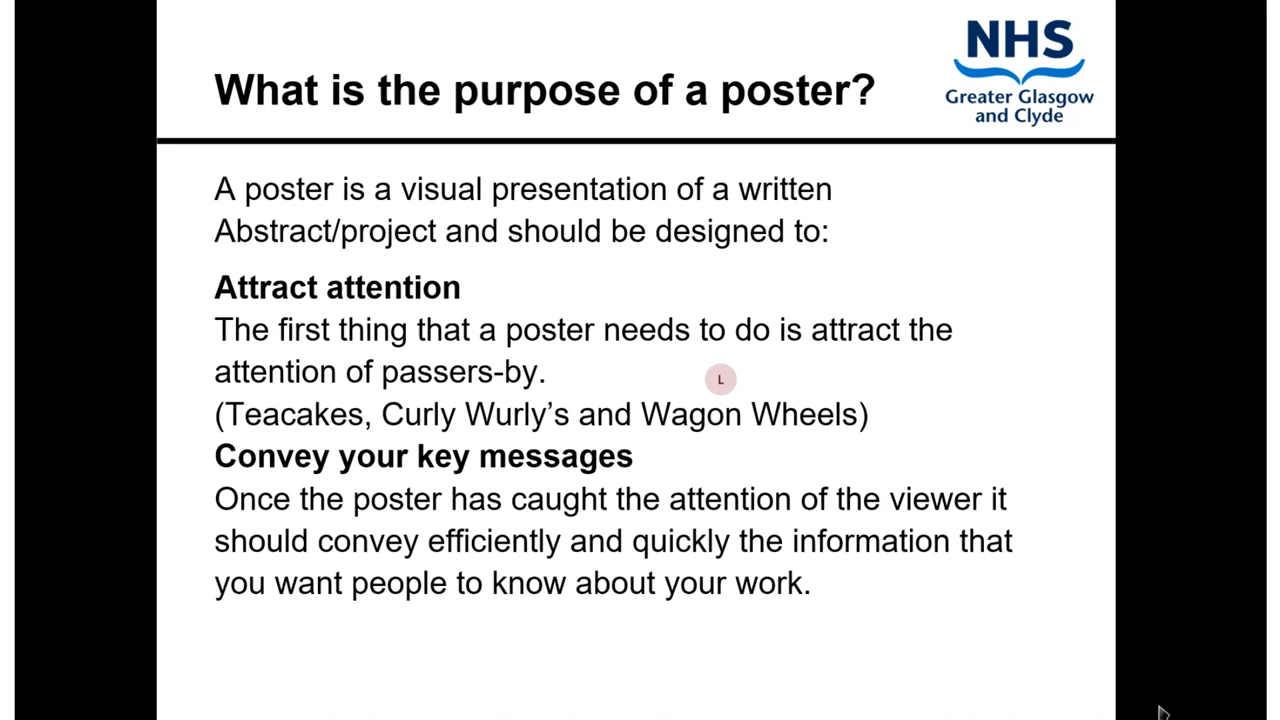 What is the purpose of a poster?
NHS
Greater Glasgow
and Clyde
A poster is a visual presentation of a written
Abstract/project and should be designed to:
Attract attention
The first thing that a poster needs to do is attract the
attention of passers-by.
L
(Teacakes, Curly Wurly’s and Wagon Wheels)
Convey your key messages
Once the poster has caught the attention of the viewer it
should convey efficiently and quickly the information that
you want people to know about your work.